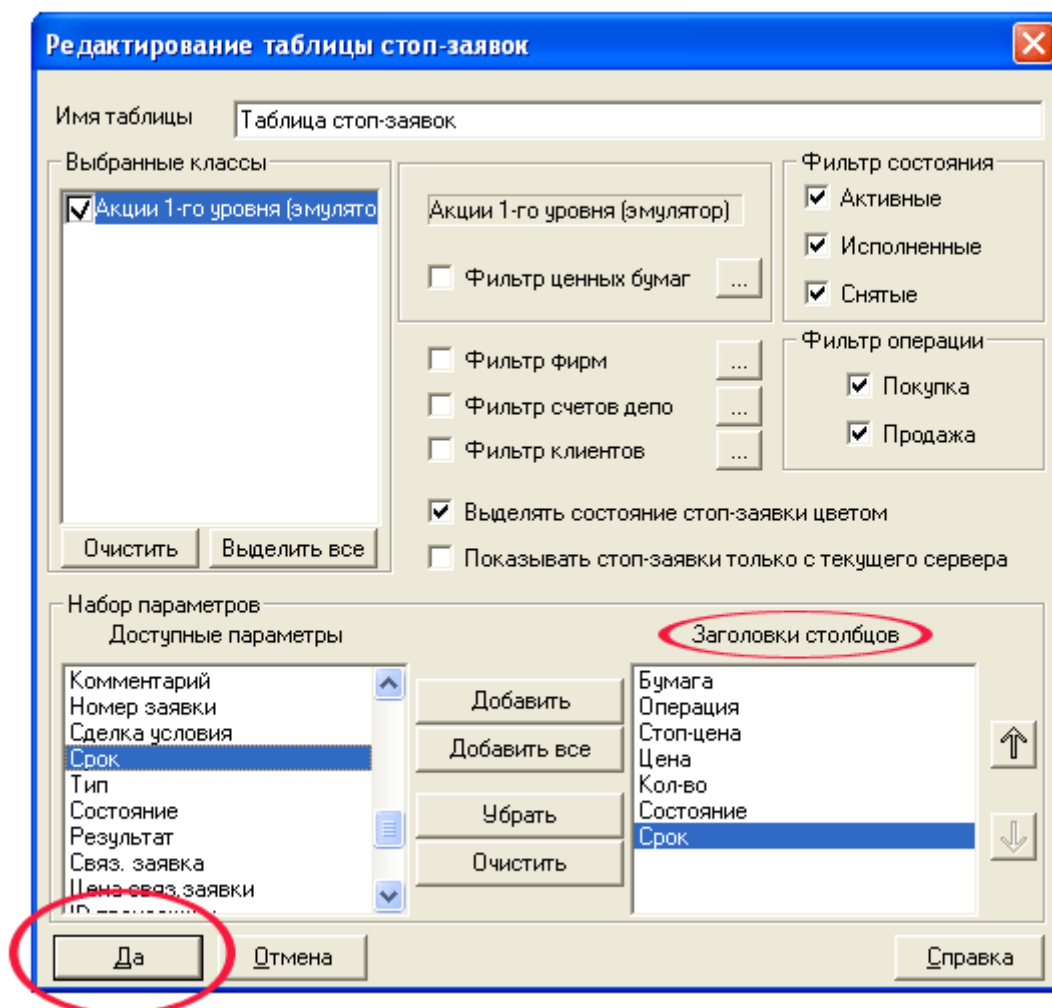 Редактирование таблицы стоп-заявок
Имя таблицы
Таблица стоп-заявок
Выбранные классы
Акции 1-го уровня (эмулято
Очистить
Выделить все
Акции 1-го уровня (эмулятор)
Фильтр ценных бумаг
...
Фильтр фирм
...
Фильтр счетов депо
...
Фильтр клиентов
...
Фильтр состояния
Активные
Исполненные
Снятые
Фильтр операции
Покупка
Продажа
Выделять состояние стоп-заявки цветом
Показывать стоп-заявки только с текущего сервера
Набор параметров
Доступные параметры
Комментарий
Номер заявки
Сделка условия
Срок
Тип
Состояние
Результат
Связ. заявка
Цена связ.заявки
Добавить
Добавить все
Убрать
Очистить
Заголовки столбцов
Бумага
Операция
Стоп-цена
Цена
Кол-во
Состояние
Срок
Да
Отмена
Справка